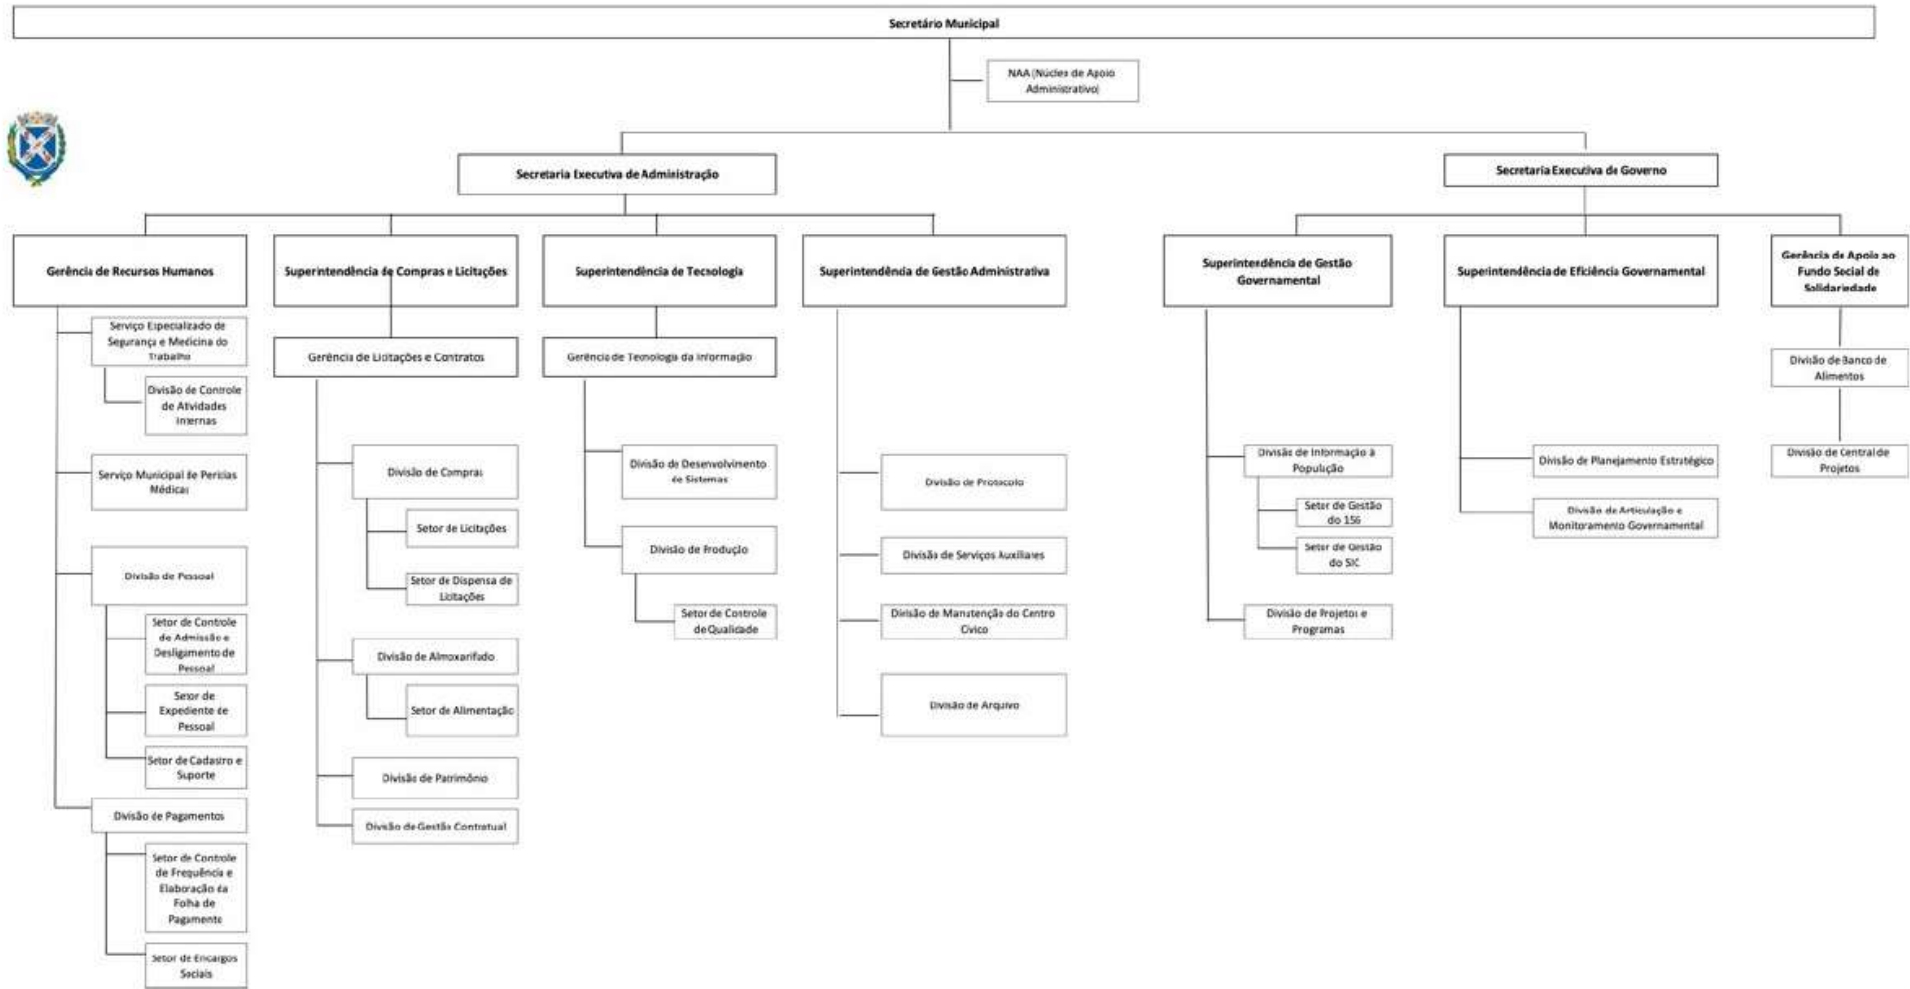 Secretário Municipal
NAA (Núcleo de Apoio
Administrativo)
Secretaria Executiva de Administração
Secretaria Executiva de Governo
Gerência de Recursos Humanos
Superintendência de Compras e Licitações
Superintendência de Tecnologia
Superintendência de Gestão Administrativa
Superintendência de Gestão
Governamental
Superintendência de Eficiência Governamental
Gerência de Apoio ao
Fundo Social de
Solidariedade
Serviço Especializado de
Segurança e Medicina do
Trabalho
Divisão de Controle
de Atividades
Internas
Serviço Municipal de Perícias
Médicas
Divisão de Pessoal
Setor de Controle
de Admissão e
Desligamento de
Pessoal
Setor de
Expediente de
Pessoal
Setor de Cadastro e
Suporte
Divisão de Pagamentos
Setor de Controle
de Frequência e
Elaboração da
Folha de
Pagamento
Setor de Encargos
Sociais
Gerência de Licitações e Contratos
Divisão de Compras
Setor de Licitações
Setor de Dispensa de
Licitações
Divisão de Almoxarifado
Setor de Alimentação
Divisão de Patrimônio
Divisão de Gestão Contratual
Gerência de Tecnologia da Informação
Divisão de Desenvolvimento
de Sistemas
Divisão de Produção
Setor de Controle
de Qualidade
Divisão de Protocolo
Divisão de Serviços Auxiliares
Divisão de Manutenção do Centro
Cívico
Divisão de Arquivo
Divisão de Informação à
População
Setor de Gestão
do 156
Setor de Gestão
do SIC
Divisão de Projetos e
Programas
Divisão de Planejamento Estratégico
Divisão de Articulação e
Monitoramento Governamental
Divisão de Banco de
Alimentos
Divisão de Central de
Projetos